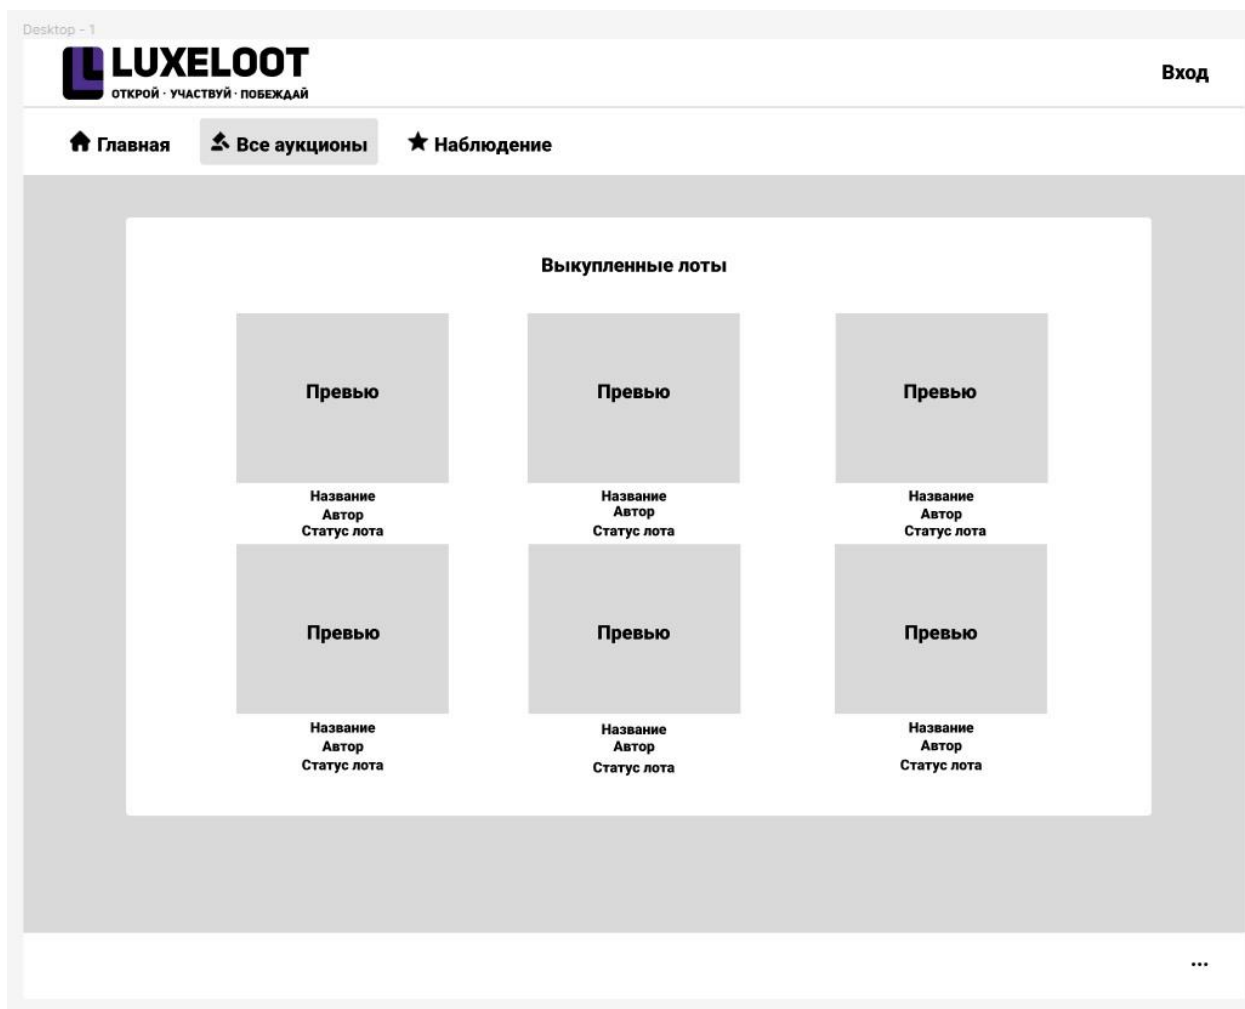 Desktop - 1
LUXELOOT
ОТКРОЙ · УЧАСТВУЙ · ПОБЕЖДАЙ
Вход
Главная
Все аукционы
Наблюдение
Выкупленные лоты
Превью
Превью
Превью
Название
Автор
Статус лота
Название
Автор
Статус лота
Название
Автор
Статус лота
Превью
Превью
Превью
Название
Автор
Статус лота
Название
Автор
Статус лота
Название
Автор
Статус лота
...